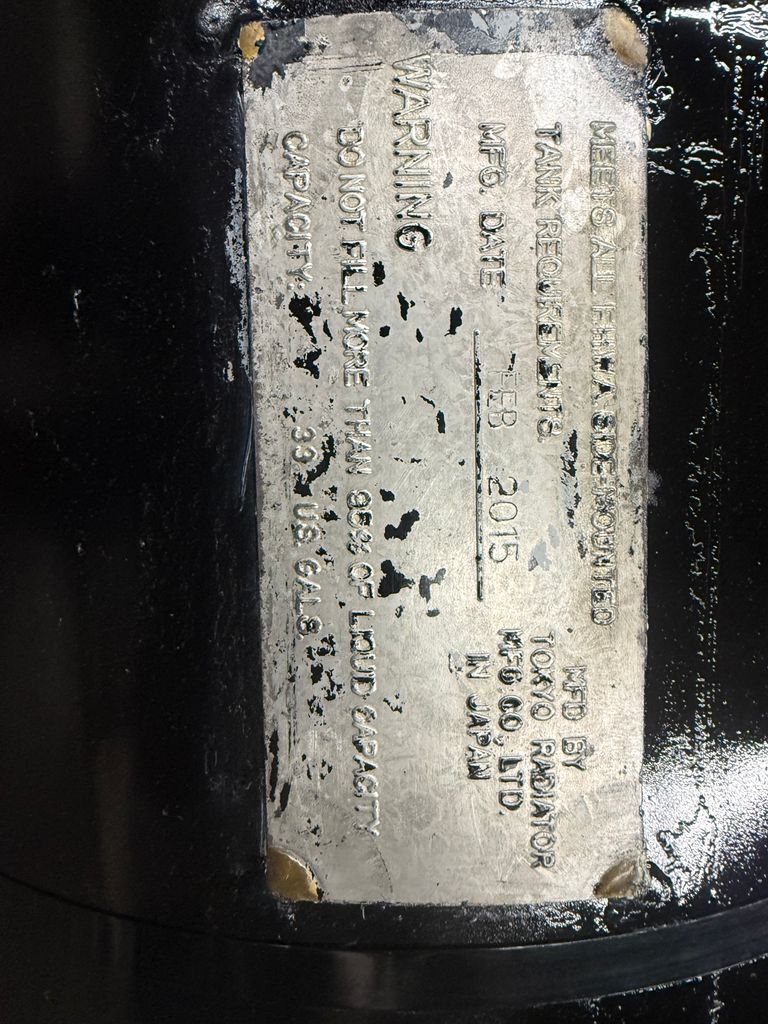 MEETS ALL FHWA SIDE-MOUNTED
TANK REQUIREMENTS.
MFG. DATE FEB 2015
MFD BY
TOKYO RADIATOR
MFG. CO., LTD.
IN JAPAN
WARNING
DO NOT FILL MORE THAN 95% OF LIQUID CAPACITY
CAPACITY: 33 US. GALS.